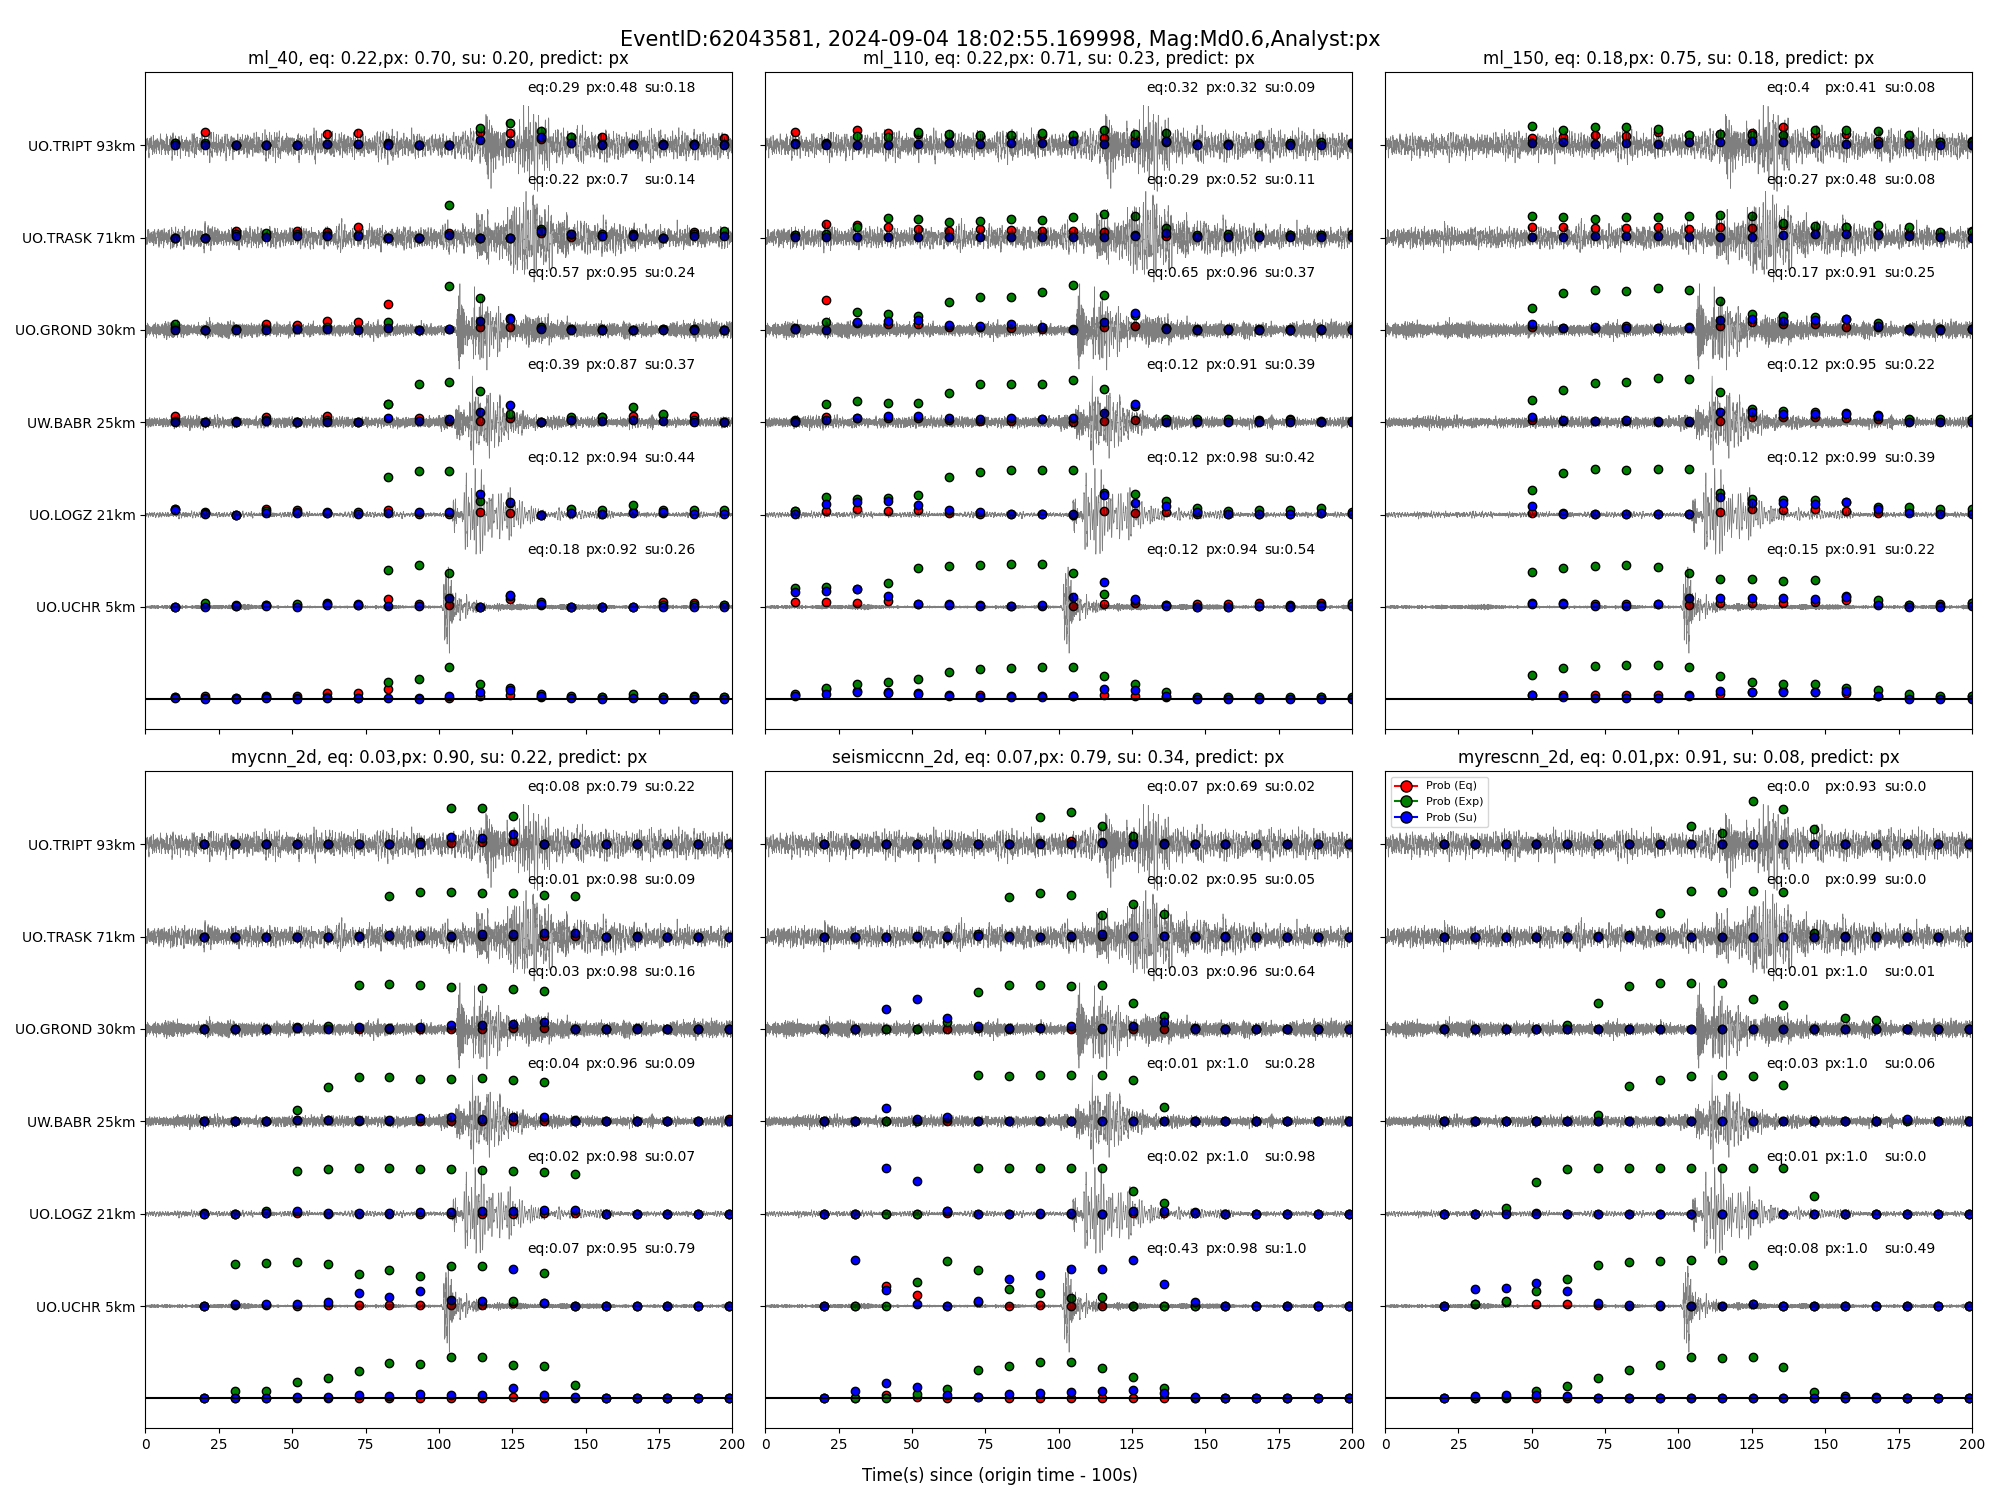 EventID:62043581, 2024-09-04 18:02:55.169998, Mag:Md0.6,Analyst:px
ml_40, eq: 0.22,px: 0.70, su: 0.20, predict: px
eq:0.29 px:0.48 su:0.18
UO.TRIPT 93km
eq:0.22 px:0.7 su:0.14
UO.TRASK 71km
eq:0.57 px:0.95 su:0.24
UO.GROND 30km
eq:0.39 px:0.87 su:0.37
UW.BABR 25km
eq:0.12 px:0.94 su:0.44
UO.LOGZ 21km
eq:0.18 px:0.92 su:0.26
UO.UCHR 5km
ml_110, eq: 0.22,px: 0.71, su: 0.23, predict: px
eq:0.32 px:0.32 su:0.09
eq:0.29 px:0.52 su:0.11
eq:0.65 px:0.96 su:0.37
eq:0.12 px:0.91 su:0.39
eq:0.12 px:0.98 su:0.42
eq:0.12 px:0.94 su:0.54
ml_150, eq: 0.18,px: 0.75, su: 0.18, predict: px
eq:0.4 px:0.41 su:0.08
eq:0.27 px:0.48 su:0.08
eq:0.17 px:0.91 su:0.25
eq:0.12 px:0.95 su:0.22
eq:0.12 px:0.99 su:0.39
eq:0.15 px:0.91 su:0.22
mycnn_2d, eq: 0.03,px: 0.90, su: 0.22, predict: px
eq:0.08 px:0.79 su:0.22
UO.TRIPT 93km
eq:0.01 px:0.98 su:0.09
UO.TRASK 71km
eq:0.03 px:0.98 su:0.16
UO.GROND 30km
eq:0.04 px:0.96 su:0.09
UW.BABR 25km
eq:0.02 px:0.98 su:0.07
UO.LOGZ 21km
eq:0.07 px:0.95 su:0.79
UO.UCHR 5km
0 25 50 75 100 125 150 175 200
seismiccnn_2d, eq: 0.07,px: 0.79, su: 0.34, predict: px
eq:0.07 px:0.69 su:0.02
eq:0.02 px:0.95 su:0.05
eq:0.03 px:0.96 su:0.64
eq:0.01 px:1.0 su:0.28
eq:0.02 px:1.0 su:0.98
eq:0.43 px:0.98 su:1.0
0 25 50 75 100 125 150 175 200
myrescnn_2d, eq: 0.01,px: 0.91, su: 0.08, predict: px
Prob (Eq)
Prob (Exp)
Prob (Su)
eq:0.0 px:0.93 su:0.0
eq:0.0 px:0.99 su:0.0
eq:0.01 px:1.0 su:0.01
eq:0.03 px:1.0 su:0.06
eq:0.01 px:1.0 su:0.0
eq:0.08 px:1.0 su:0.49
0 25 50 75 100 125 150 175 200
Time(s) since (origin time - 100s)